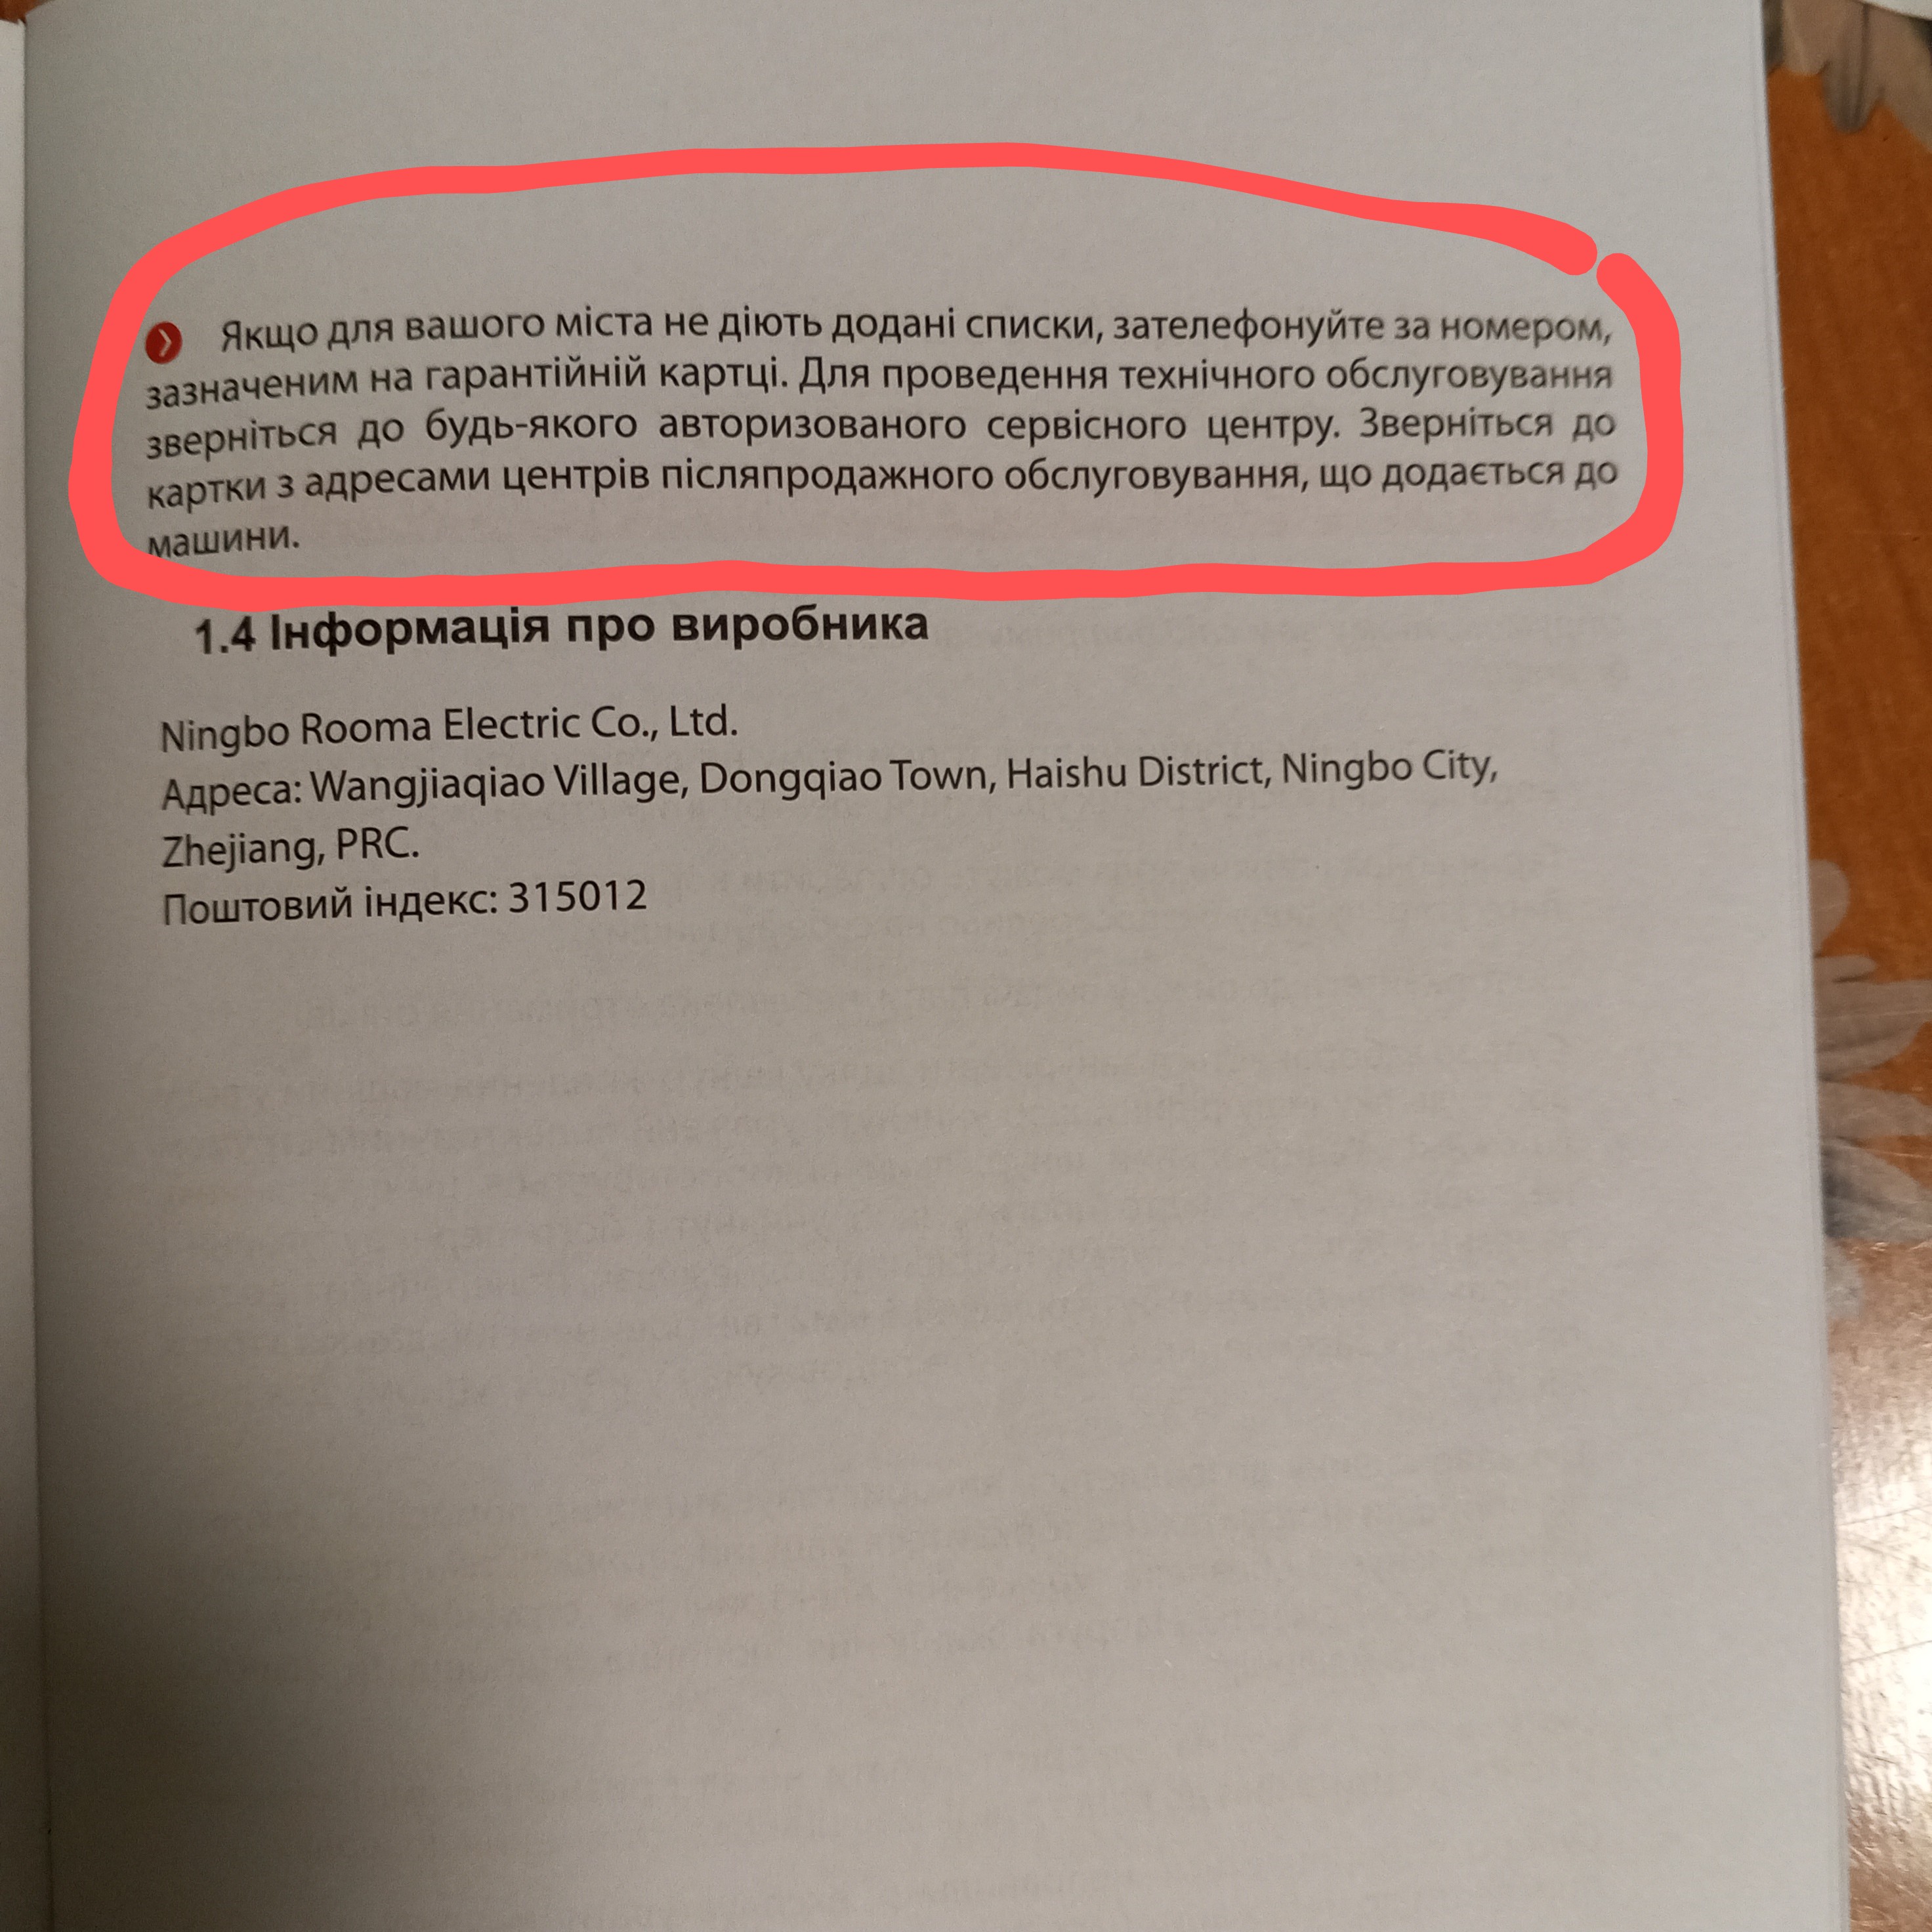 Якщо для вашого міста не діють додані списки, зателефонуйте за номером,
зазначеним на гарантійній картці. Для проведення технічного обслуговування
зверніться до будь-якого авторизованого сервісного центру. Зверніться до
картки з адресами центрів післяпродажного обслуговування, що додається до
машини.
1.4 Інформація про виробника
Ningbo Rooma Electric Co., Ltd.
Адреса: Wangjiaqiao Village, Dongqiao Town, Haishu District, Ningbo City,
Zhejiang, PRC.
Поштовий індекс: 315012